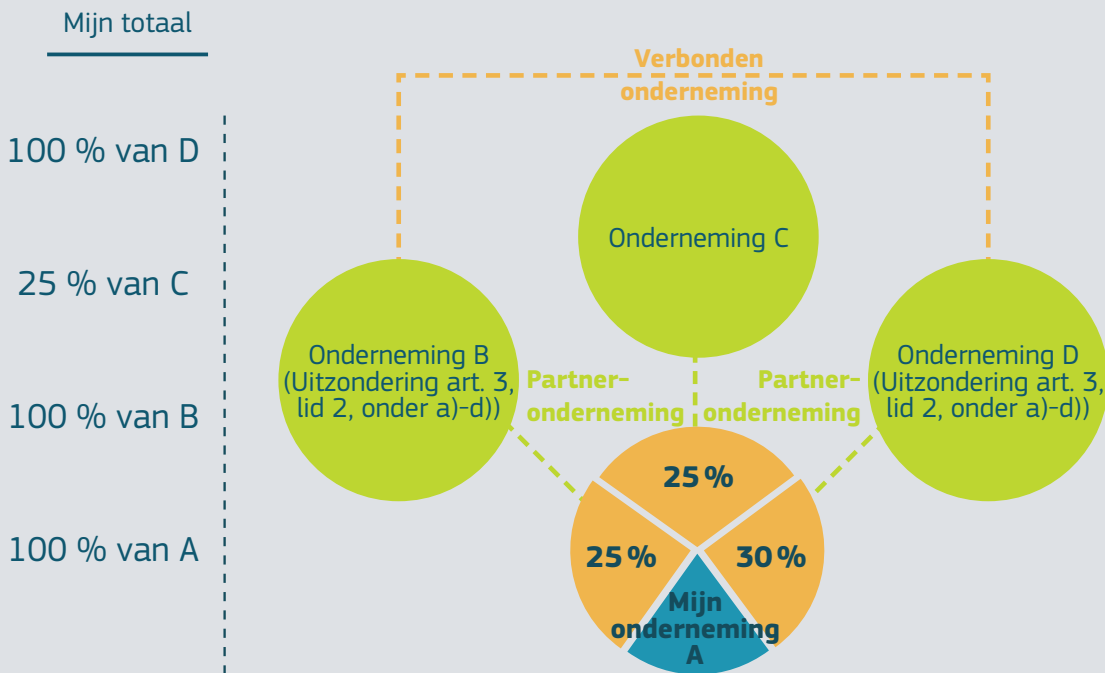 Mijn totaal
100 % van D
25 % van C
100 % van B
100 % van A
Verbonden
onderneming
Onderneming C
Onderneming B
(Uitzondering art. 3,
lid 2, onder a)-d))
Partner-
onderneming
Partner-
onderneming
Onderneming D
(Uitzondering art. 3,
lid 2, onder a)-d))
25 %
25 %
30 %
Mijn
onderneming
A